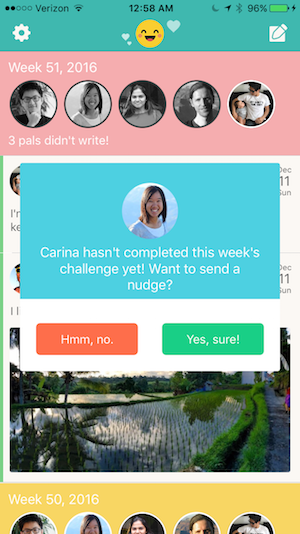 Verizon
12:58 AM
96%
Week 51, 2016
3 pals didn't write!
Dec
11
Sun
I'm
ke
Carina hasn't completed this week's
challenge yet! Want to send a
nudge?
Dec
11
Sun
I l
Hmm, no.
Yes, sure!
Week 50, 2016